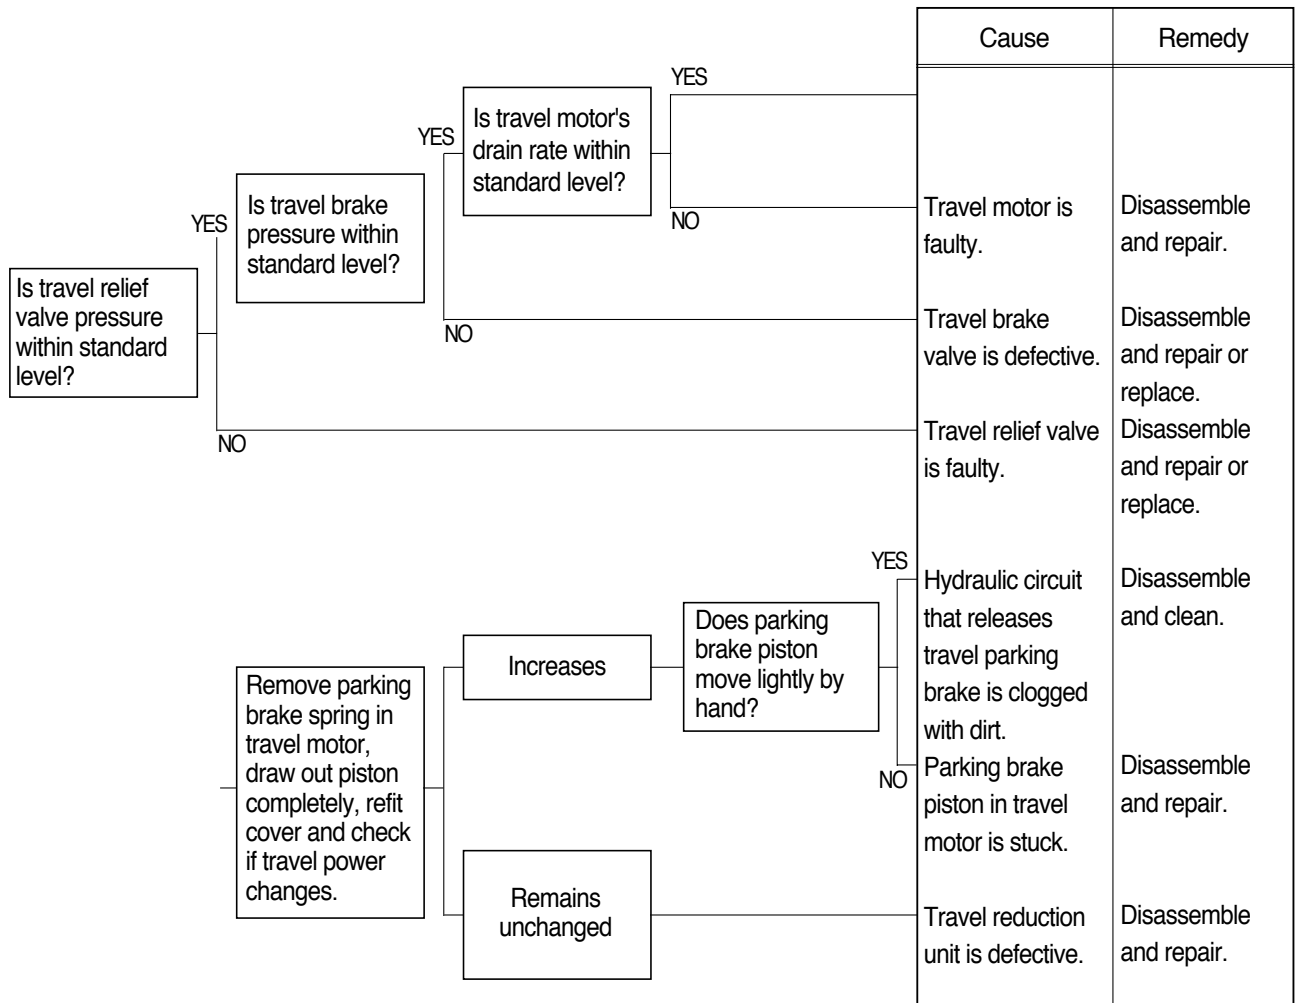 Cause
Remedy
YES
Is travel motor's
drain rate within
standard level?
YES
Is travel brake
pressure within
standard level?
YES
NO
Travel motor is
faulty.
Disassemble
and repair.
Is travel relief
valve pressure
within standard
level?
NO
Travel brake
valve is defective.
Disassemble
and repair or
replace.
NO
Travel relief valve
is faulty.
Disassemble
and repair or
replace.
YES
Hydraulic circuit
that releases
travel parking
brake is clogged
with dirt.
Disassemble
and clean.
Does parking
brake piston
move lightly by
hand?
Increases
Remove parking
brake spring in
travel motor,
draw out piston
completely, refit
cover and check
if travel power
changes.
NO
Parking brake
piston in travel
motor is stuck.
Disassemble
and repair.
Remains
unchanged
Travel reduction
unit is defective.
Disassemble
and repair.